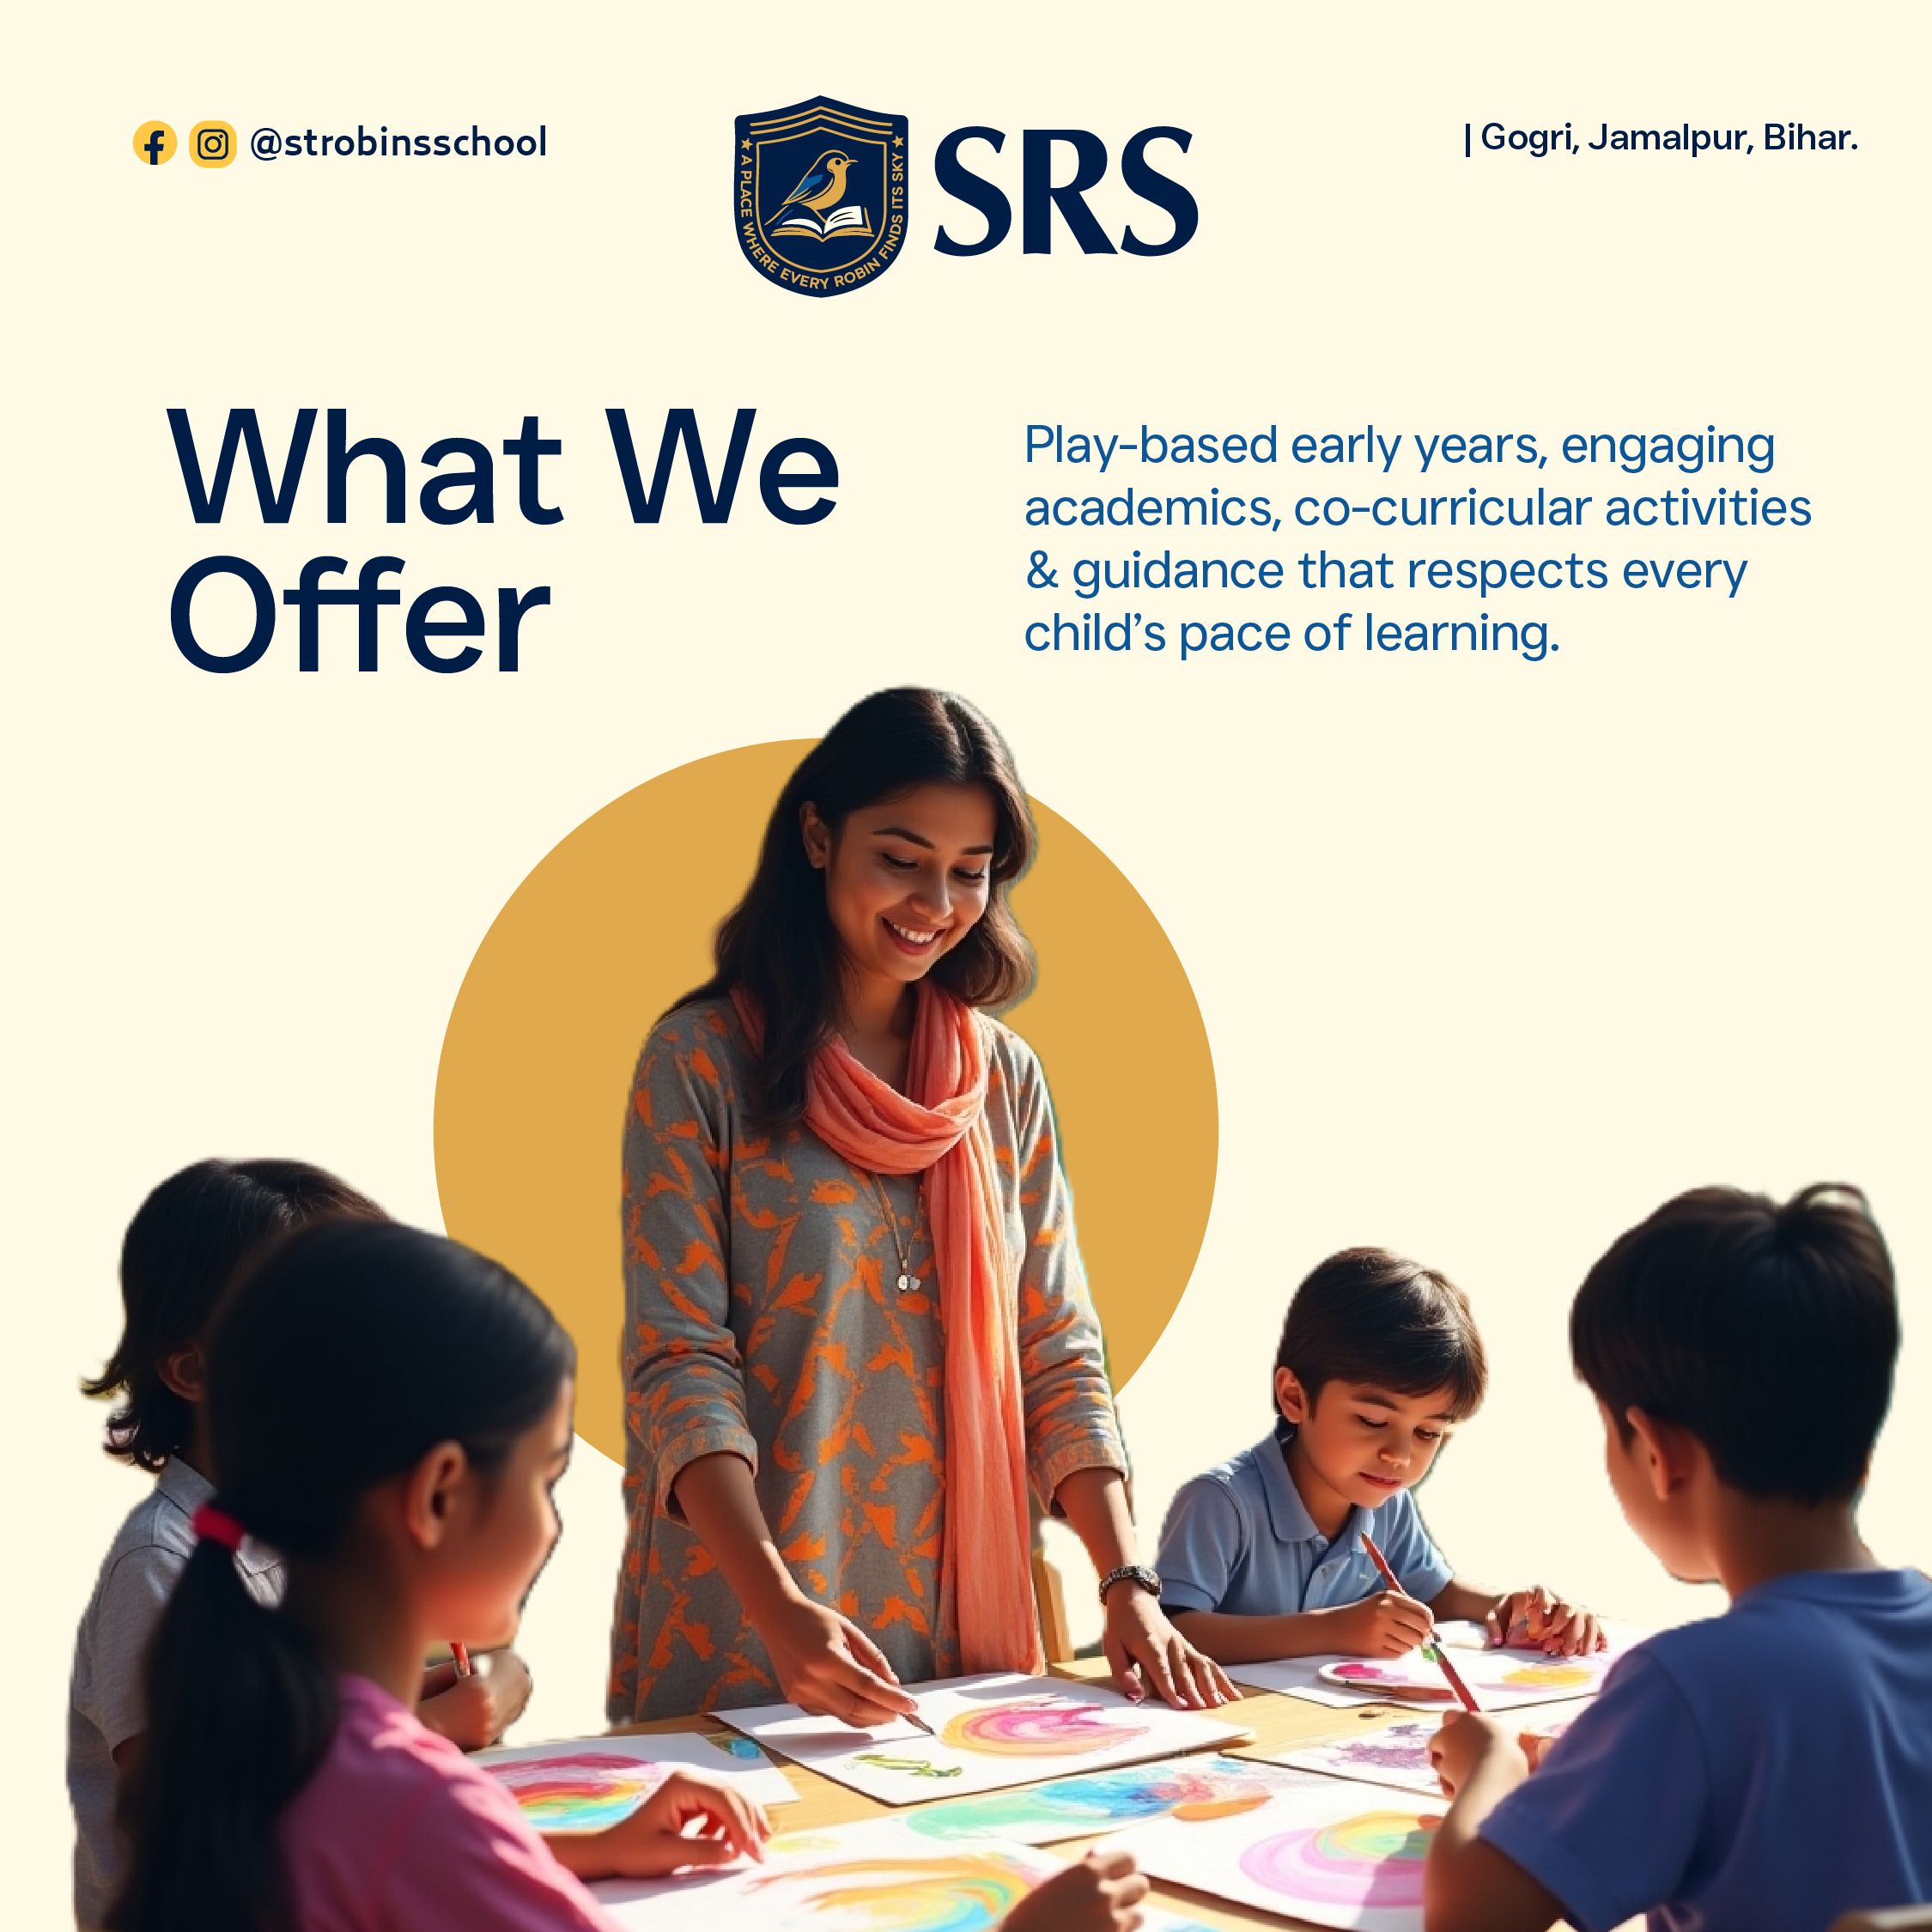 @strobinsschool
★ A PLACE WHERE EVERY ROBIN FINDS ITS SKY ★
SRS
| Gogri, Jamalpur, Bihar.
What We
Offer
Play-based early years, engaging
academics, co-curricular activities
& guidance that respects every
child’s pace of learning.